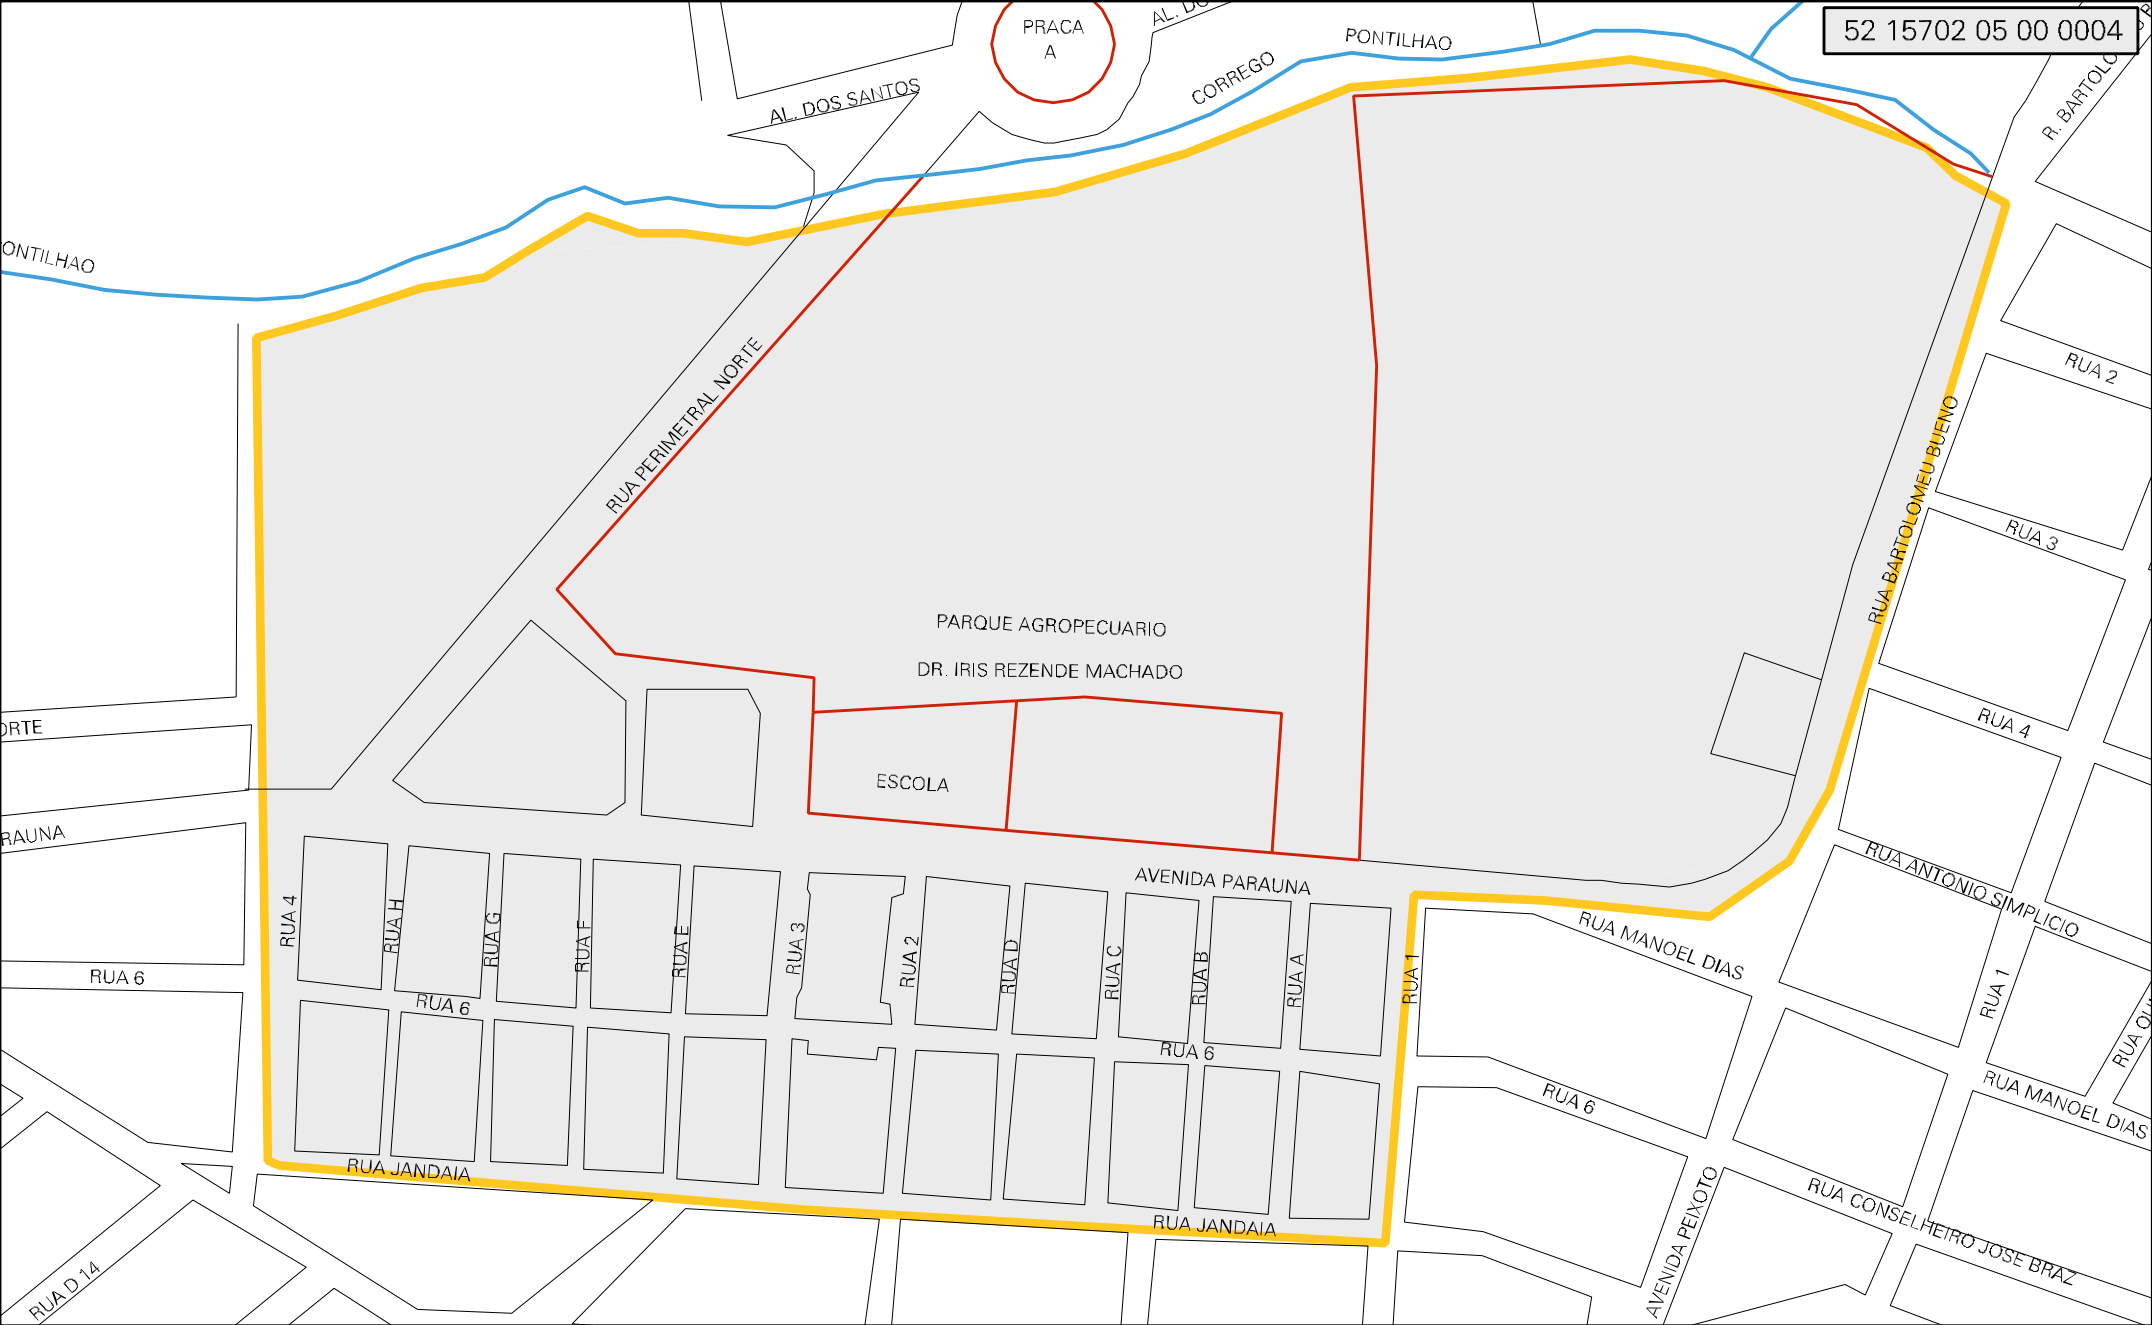 52 15702 05 00 0004
PRACA
A
AL. DOS SANTOS
CORREGO
PONTILHAO
R. BARTOLO
ONTILHAO
RUA PERIMETRAL NORTE
RUA 2
RUA BARTOLOMEU BUENO
RUA 3
PARQUE AGROPECUARIO
DR. IRIS REZENDE MACHADO
ORTE
RUA 4
ESCOLA
RAUNA
AVENIDA PARAUNA
RUA ANTONIO SIMPLICIO
RUA 4
RUA H
RUA G
RUA F
RUA E
RUA 3
RUA 2
RUA D
RUA C
RUA B
RUA A
RUA 1
RUA MANOEL DIAS
RUA 1
RUA 6
RUA 6
RUA 6
RUA 6
RUA MANOEL DIAS
RUA JANDAIA
RUA JANDAIA
AVENIDA PEIXOTO
RUA CONSELHEIRO JOSE BRAZ
RUA D 14